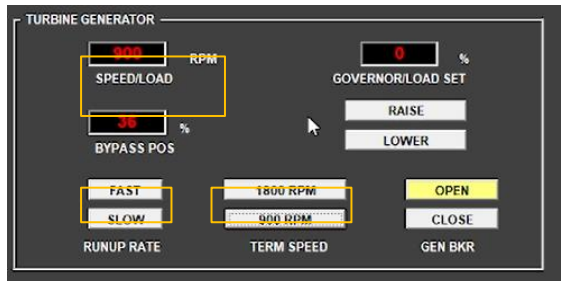 TURBINE GENERATOR
900 RPM
SPEED/LOAD
0 %
GOVERNOR/LOAD SET
36 %
BYPASS POS
RAISE
LOWER
FAST
SLOW
RUNUP RATE
1800 RPM
900 RPM
TERM SPEED
OPEN
CLOSE
GEN BKR